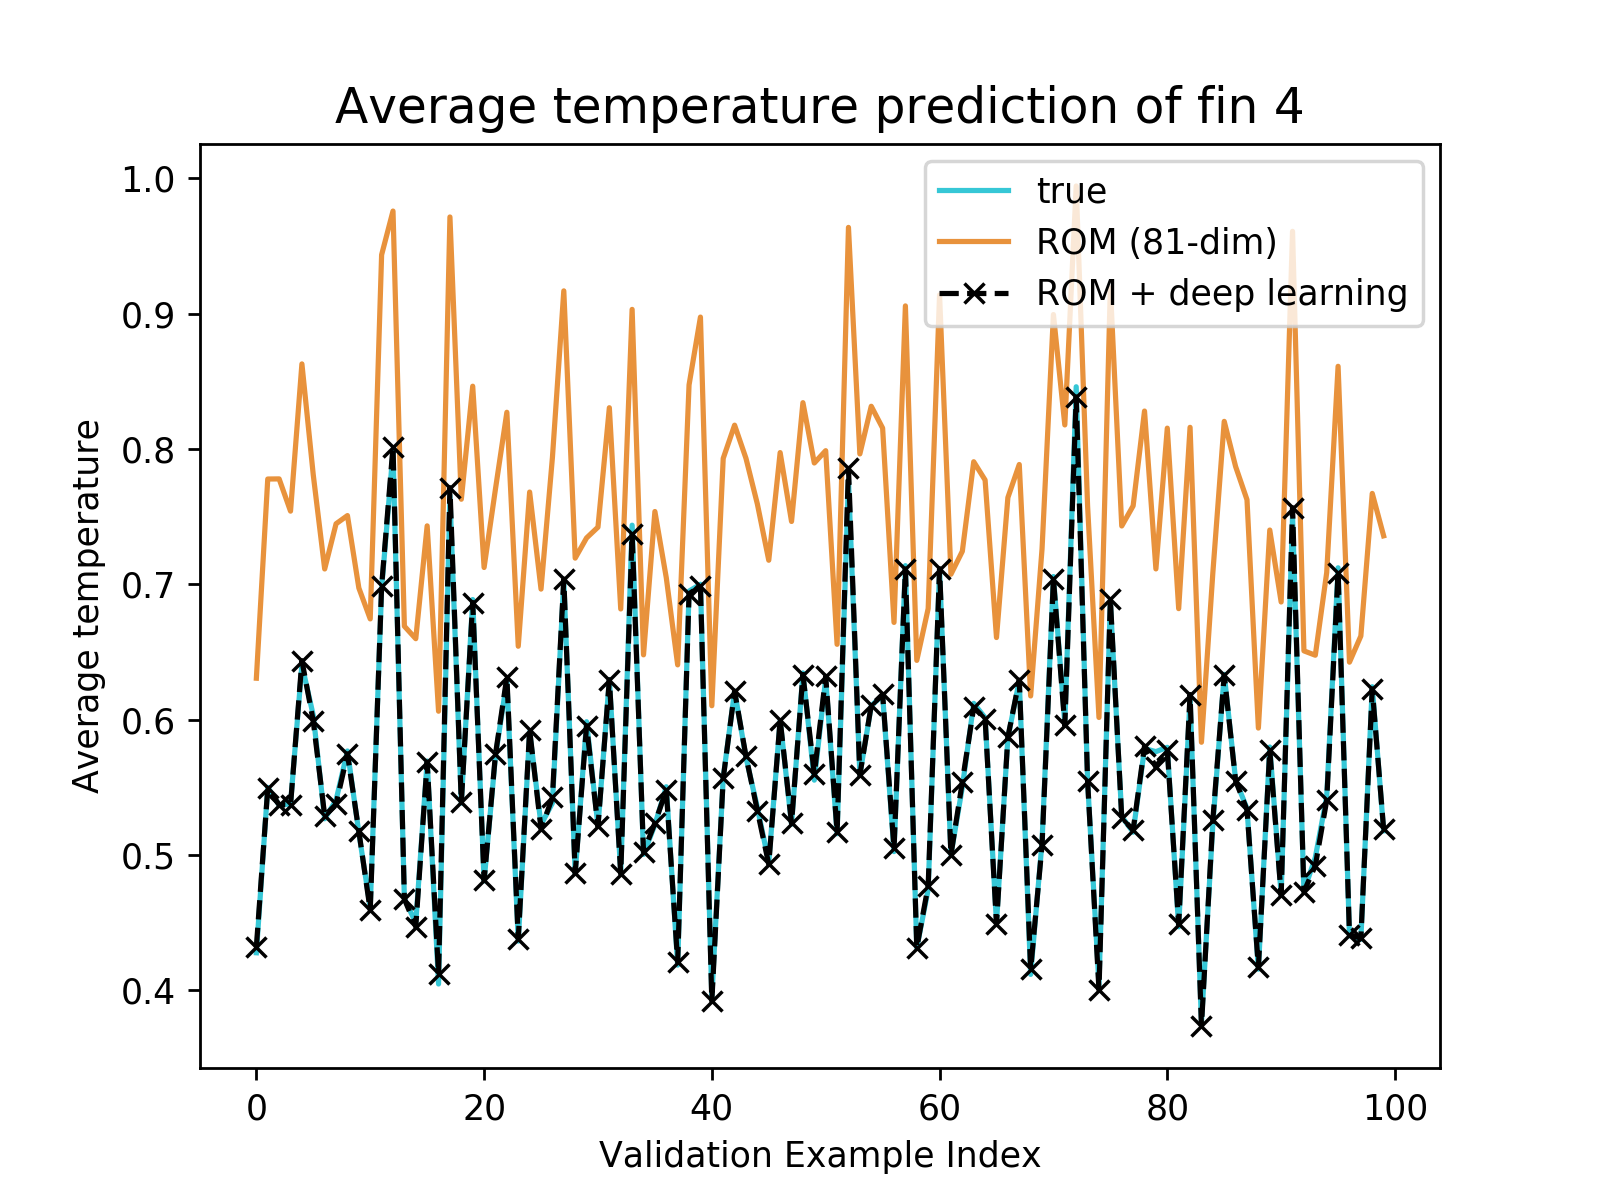 Average temperature prediction of fin 4
true
ROM (81-dim)
ROM + deep learning
1.0
0.9
0.8
0.7
0.6
0.5
0.4
Average temperature
0 20 40 60 80 100
Validation Example Index